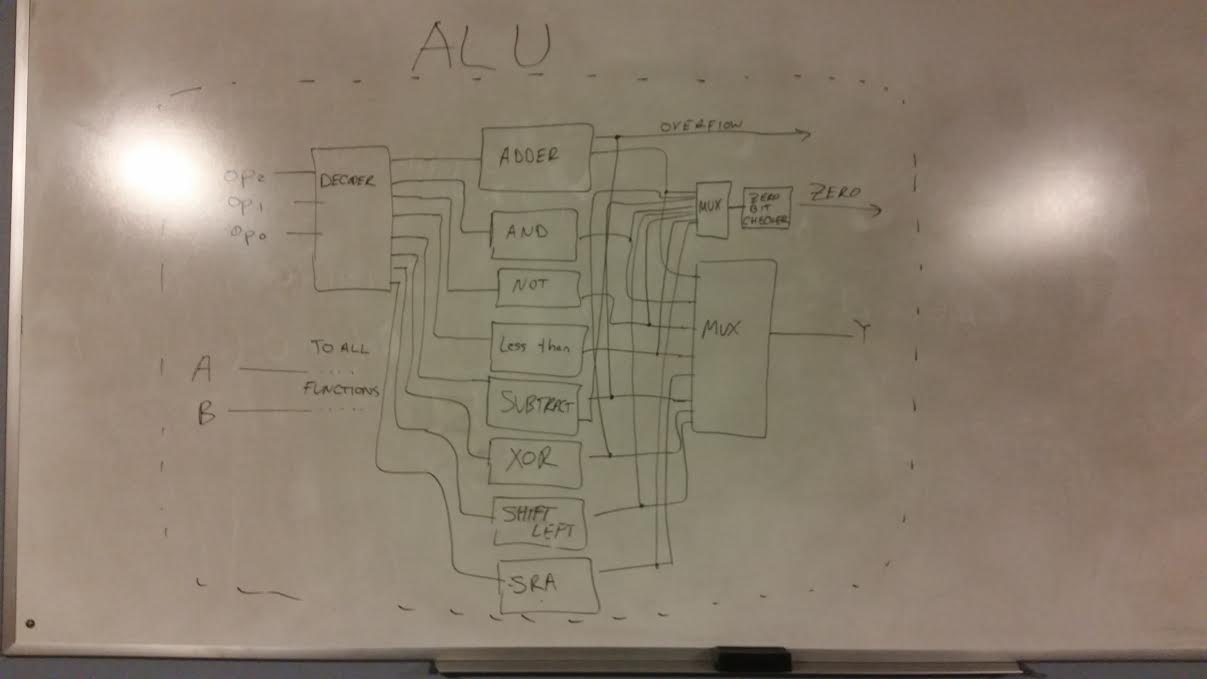 ALU
OVERFLOW
ADDER
DECODER
OP2
OP1
OP0
MUX
ZERO
BIT
CHECKER
ZERO
AND
NOT
MUX
Y
Less than
TO ALL
A
FUNCTIONS
B
SUBTRACT
XOR
SHIFT
LEFT
SRA